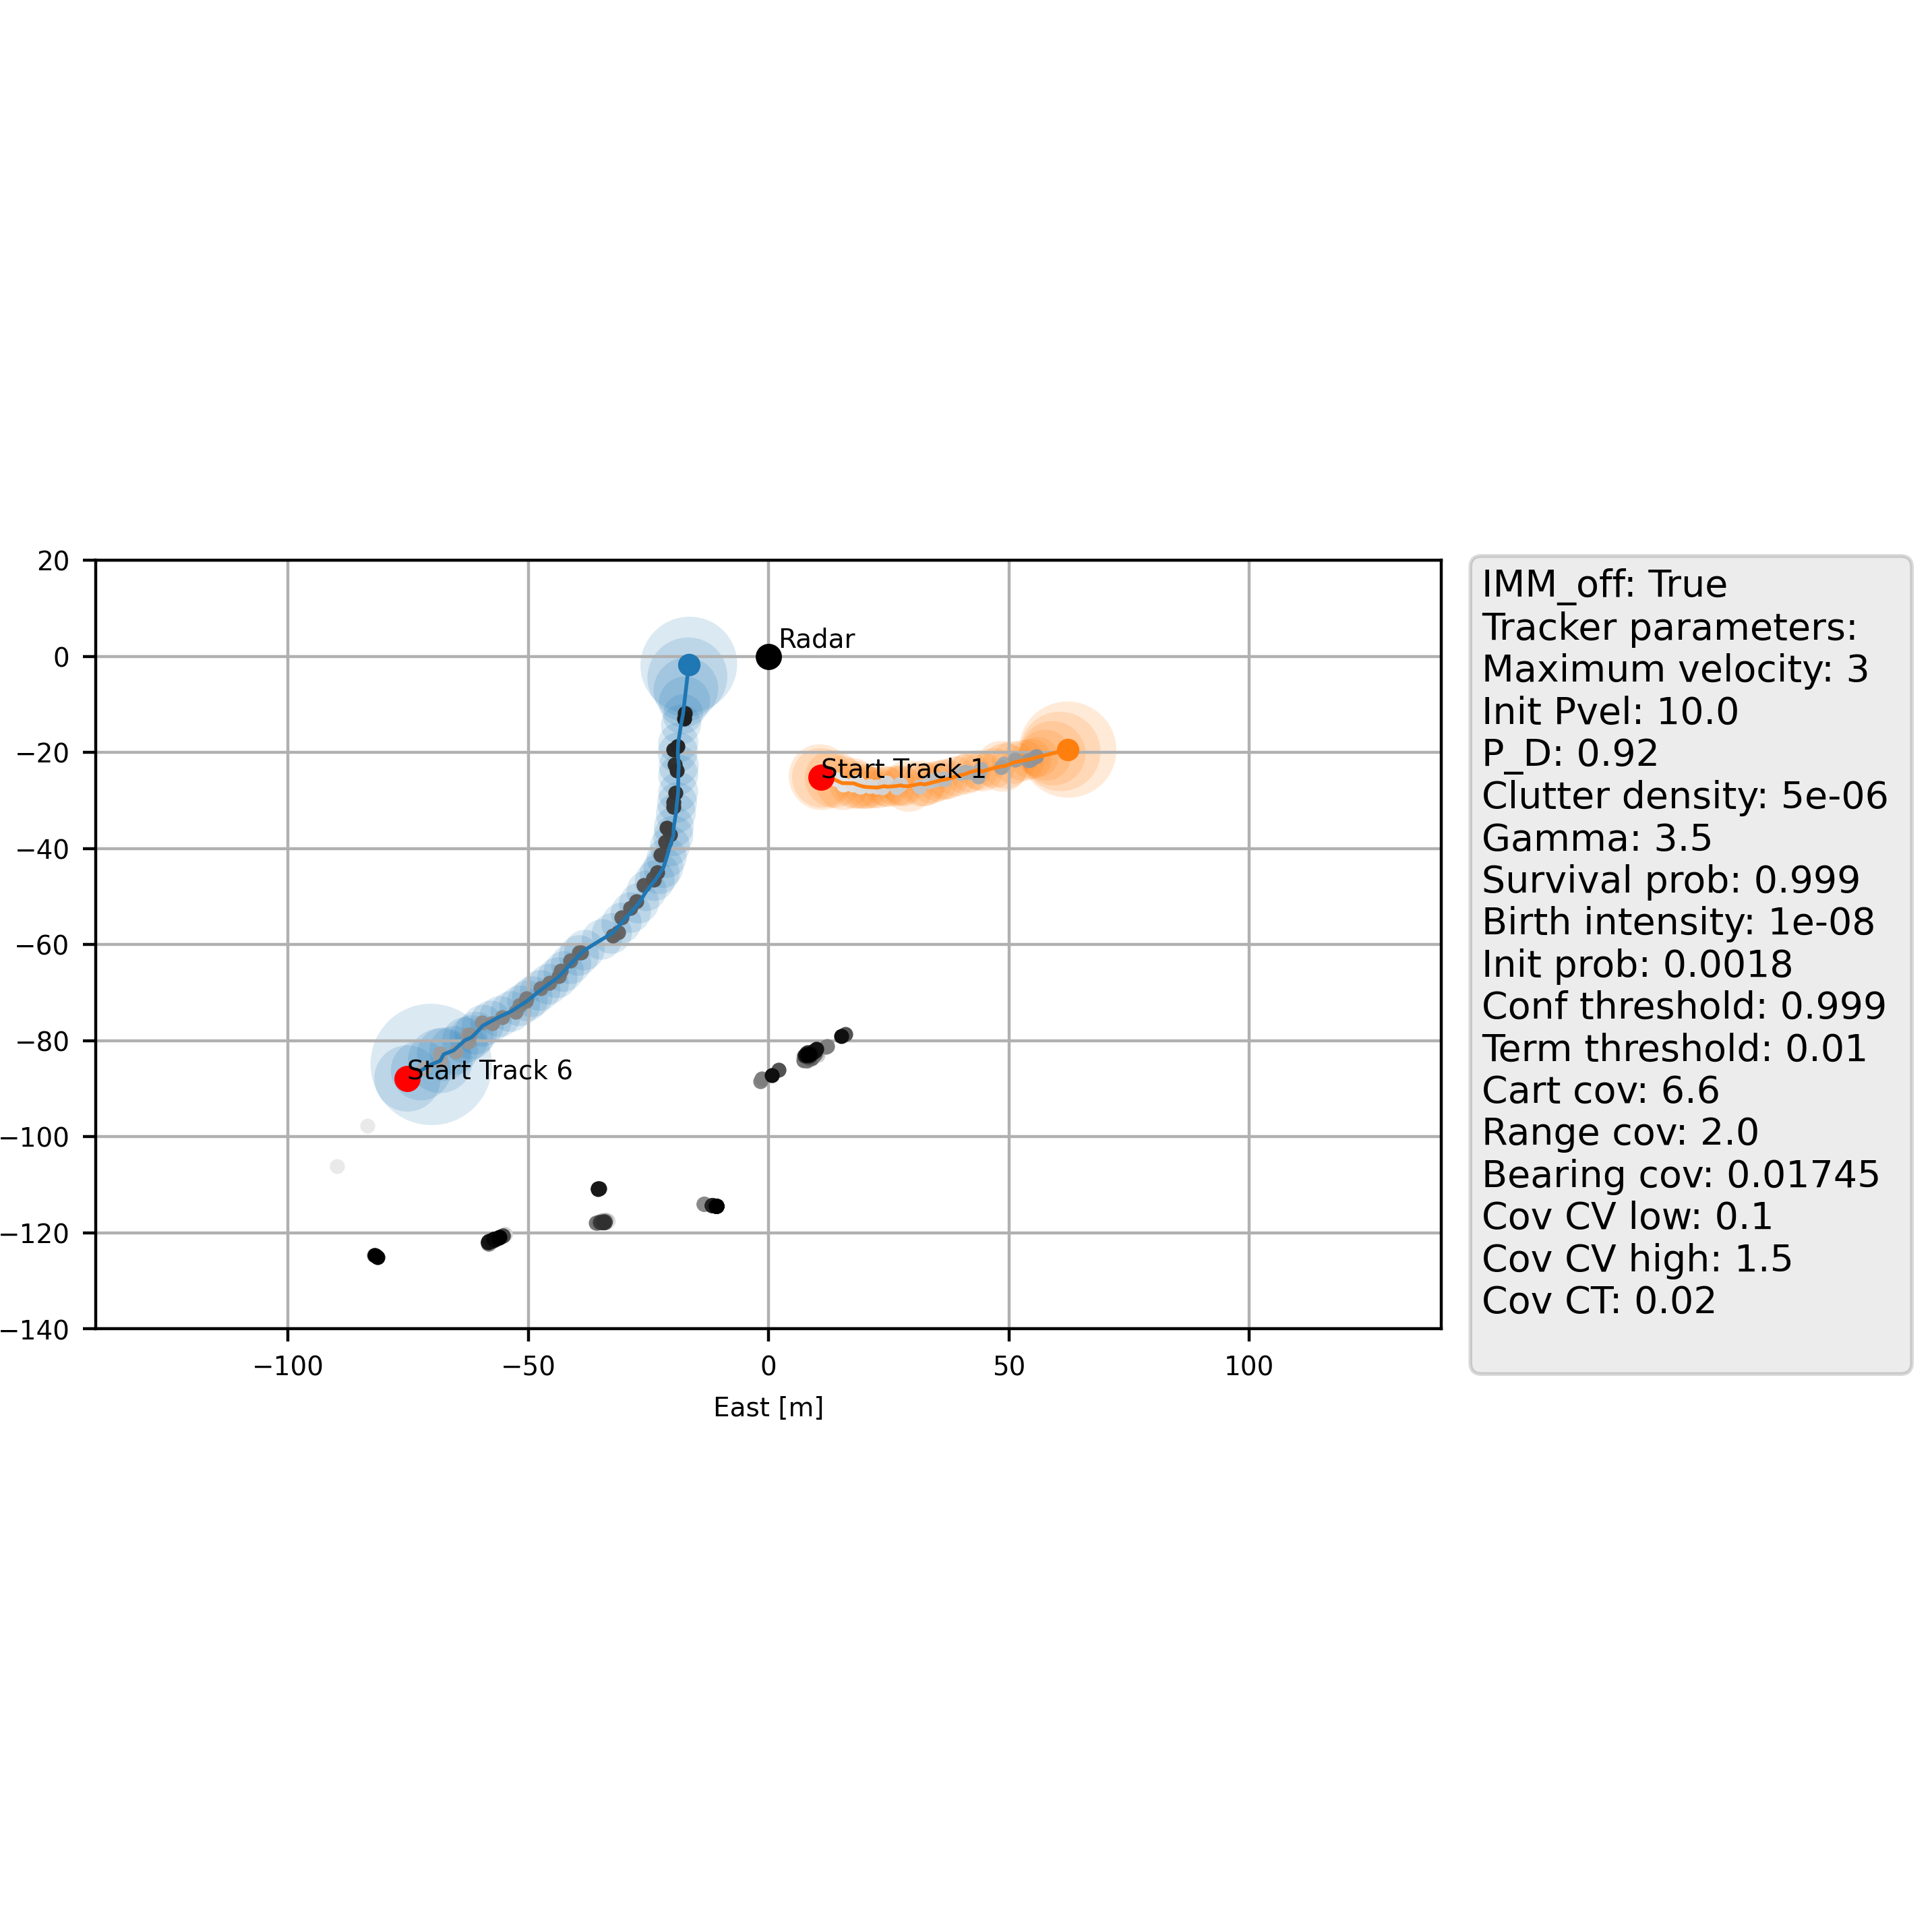 20
0
−20
−40
−60
−80
−100
−120
−140
−100
−50
0
50
100
East [m]
Radar
Start Track 1
Start Track 6
IMM_off: True
Tracker parameters:
Maximum velocity: 3
Init Pvel: 10.0
P_D: 0.92
Clutter density: 5e-06
Gamma: 3.5
Survival prob: 0.999
Birth intensity: 1e-08
Init prob: 0.0018
Conf threshold: 0.999
Term threshold: 0.01
Cart cov: 6.6
Range cov: 2.0
Bearing cov: 0.01745
Cov CV low: 0.1
Cov CV high: 1.5
Cov CT: 0.02